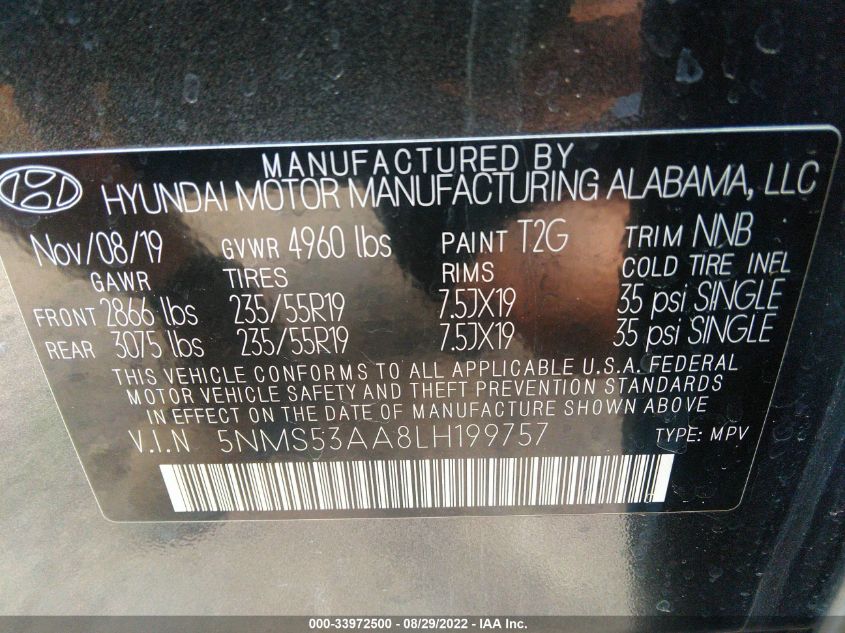 MANUFACTURED BY
HYUNDAI MOTOR MANUFACTURING ALABAMA, LLC
Nov/08/19 GVWR 4960 lbs PAINT T2G TRIM NNB
GAWR TIRES RIMS COLD TIRE INFL
FRONT 2866 lbs 235/55R19 7.5JX19 35 psi SINGLE
REAR 3075 lbs 235/55R19 7.5JX19 35 psi SINGLE
THIS VEHICLE CONFORMS TO ALL APPLICABLE U.S.A. FEDERAL
MOTOR VEHICLE SAFETY AND THEFT PREVENTION STANDARDS
IN EFFECT ON THE DATE OF MANUFACTURE SHOWN ABOVE
V.I.N 5NMS53AA8LH199757 TYPE: MPV
000-33972500 - 08/29/2022 - IAA Inc.